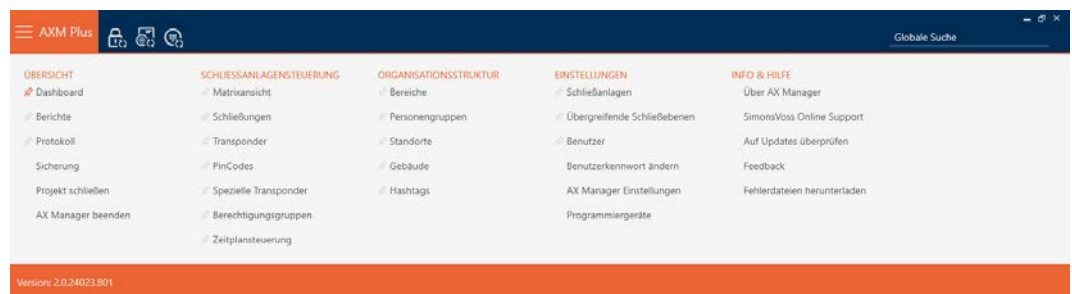 AXM Plus
Globale Suche
ÜBERSICHT
Dashboard
Berichte
Protokoll
Sicherung
Projekt schließen
AX Manager beenden
SCHLIESSANLAGENSTEUERUNG
Matrixansicht
Schließungen
Transponder
PinCodes
Spezielle Transponder
Berechtigungsgruppen
Zeitplansteuerung
ORGANISATIONSSTRUKTUR
Bereiche
Personengruppen
Standorte
Gebäude
Hashtags
EINSTELLUNGEN
Schließanlagen
Übergreifende Schließebenen
Benutzer
Benutzerkennwort ändern
AX Manager Einstellungen
Programmiergeräte
INFO & HILFE
Über AX Manager
SimonsVoss Online Support
Auf Updates überprüfen
Feedback
Fehlerdateien herunterladen
Version: 2.0.24023.801